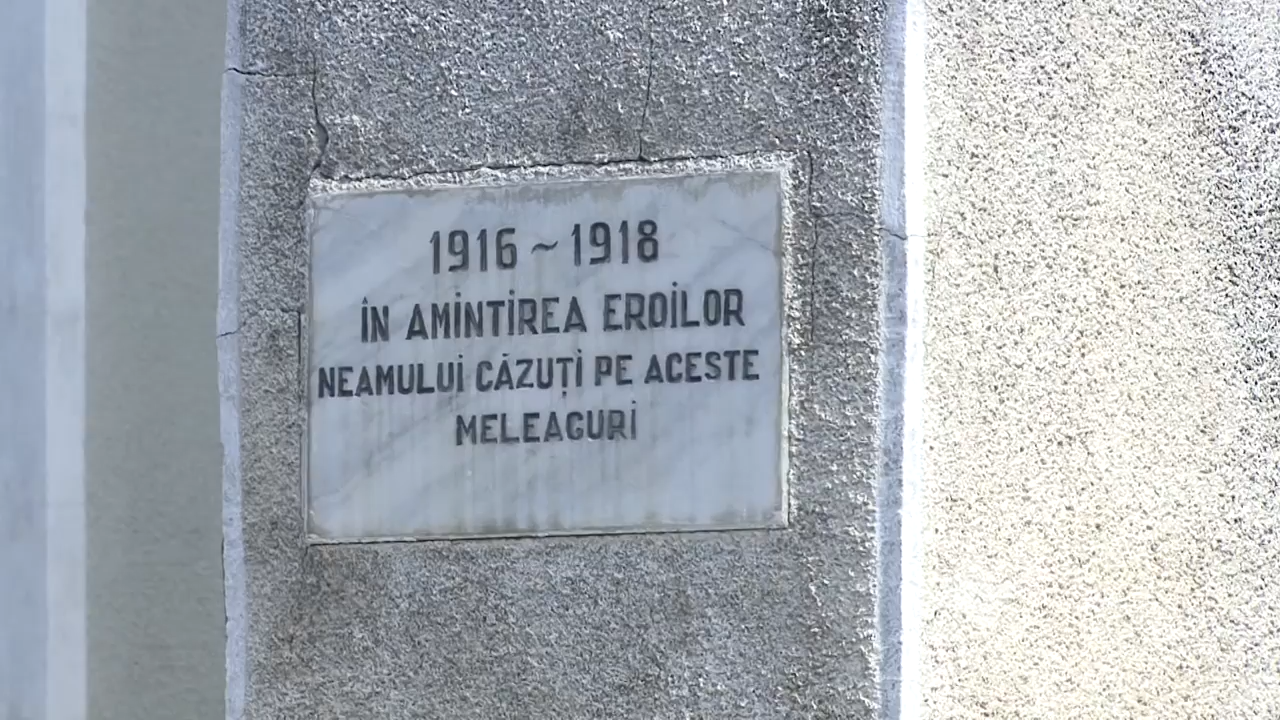 1916 ~ 1918
ÎN AMINTIREA EROILOR
NEAMULUI CĂZUȚI PE ACESTE
MELEAGURI